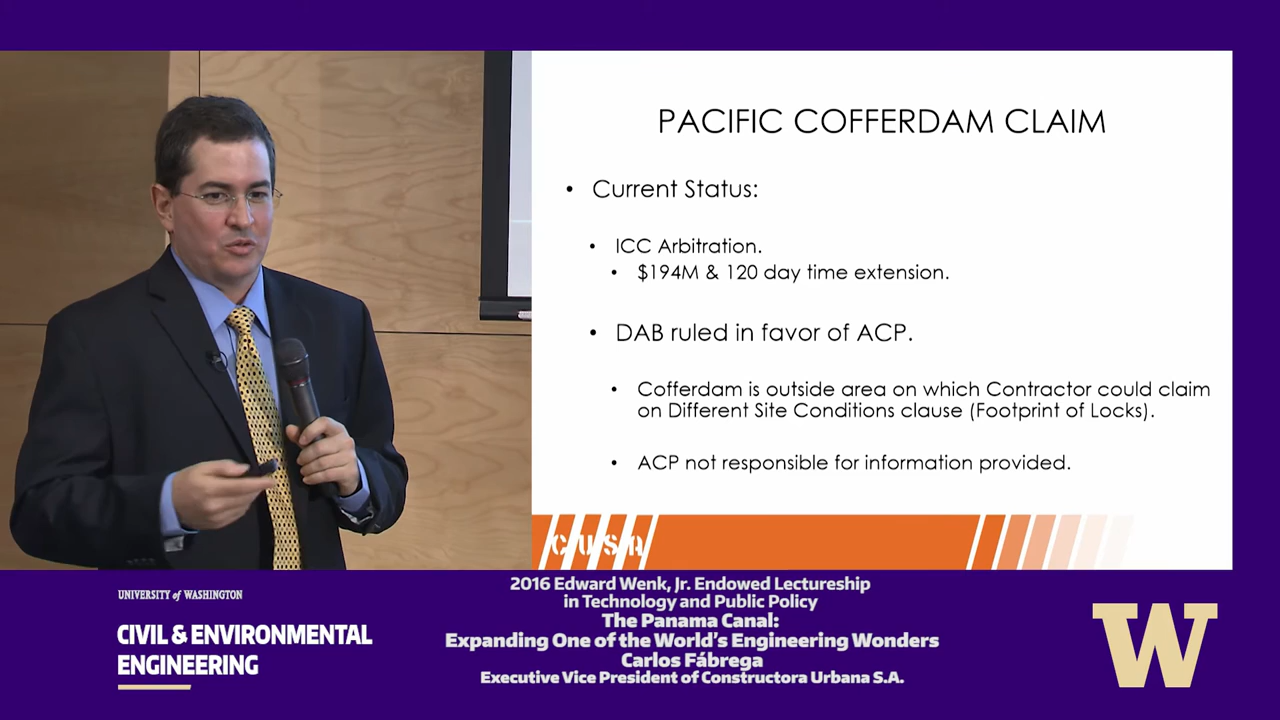 PACIFIC COFFERDAM CLAIM
• Current Status:
• ICC Arbitration.
• $194M & 120 day time extension.
• DAB ruled in favor of ACP.
• Cofferdam is outside area on which Contractor could claim
on Different Site Conditions clause (Footprint of Locks).
• ACP not responsible for information provided.
CUSA
UNIVERSITY of WASHINGTON
CIVIL & ENVIRONMENTAL
ENGINEERING
2016 Edward Wenk, Jr. Endowed Lectureship
in Technology and Public Policy
The Panama Canal:
Expanding One of the World's Engineering Wonders
Carlos Fábrega
Executive Vice President of Constructora Urbana S.A.
W